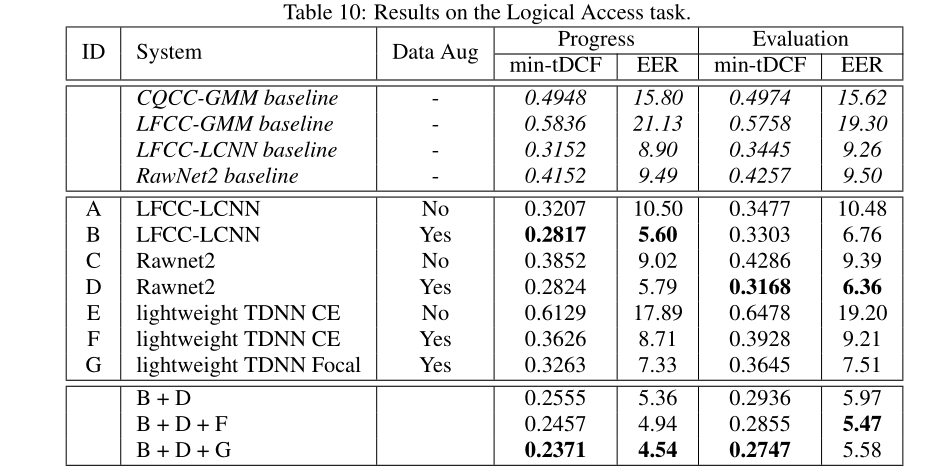 Table 10: Results on the Logical Access task.
ID System Data Aug Progress Evaluation
min-tDCF EER min-tDCF EER
CQCC-GMM baseline - 0.4948 15.80 0.4974 15.62
LFCC-GMM baseline - 0.5836 21.13 0.5758 19.30
LFCC-LCNN baseline - 0.3152 8.90 0.3445 9.26
RawNet2 baseline - 0.4152 9.49 0.4257 9.50
A LFCC-LCNN No 0.3207 10.50 0.3477 10.48
B LFCC-LCNN Yes 0.2817 5.60 0.3303 6.76
C Rawnet2 No 0.3852 9.02 0.4286 9.39
D Rawnet2 Yes 0.2824 5.79 0.3168 6.36
E lightweight TDNN CE No 0.6129 17.89 0.6478 19.20
F lightweight TDNN CE Yes 0.3626 8.71 0.3928 9.21
G lightweight TDNN Focal Yes 0.3263 7.33 0.3645 7.51
B + D 0.2555 5.36 0.2936 5.97
B + D + F 0.2457 4.94 0.2855 5.47
B + D + G 0.2371 4.54 0.2747 5.58